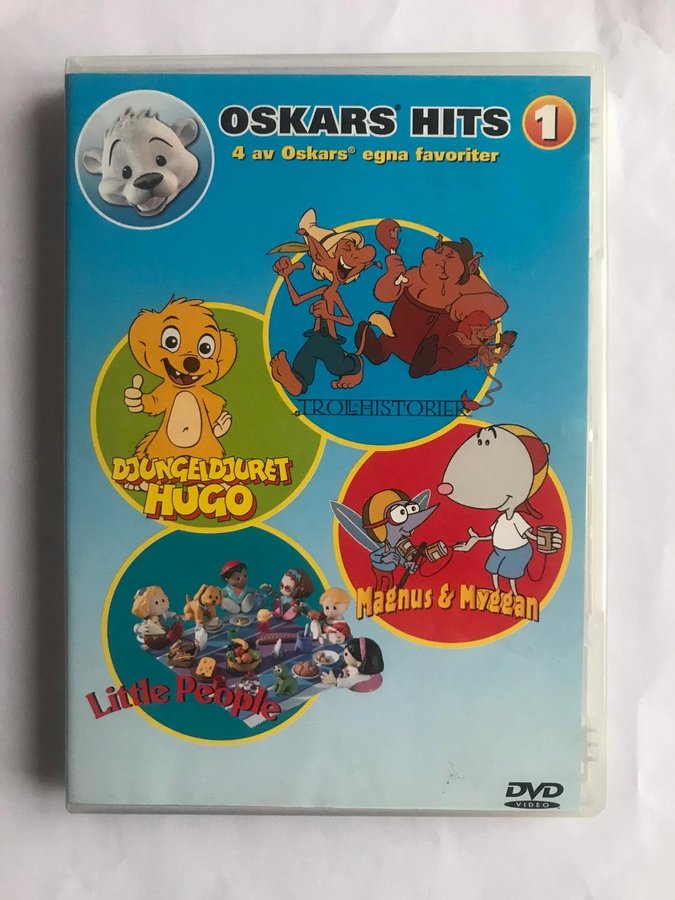 OSKARS® HITS 1
4 av Oskars® egna favoriter
TROLLHISTORIER
DJUNGELDJURET
HUGO
Magnus & Myggan
Little People
DVD
VIDEO